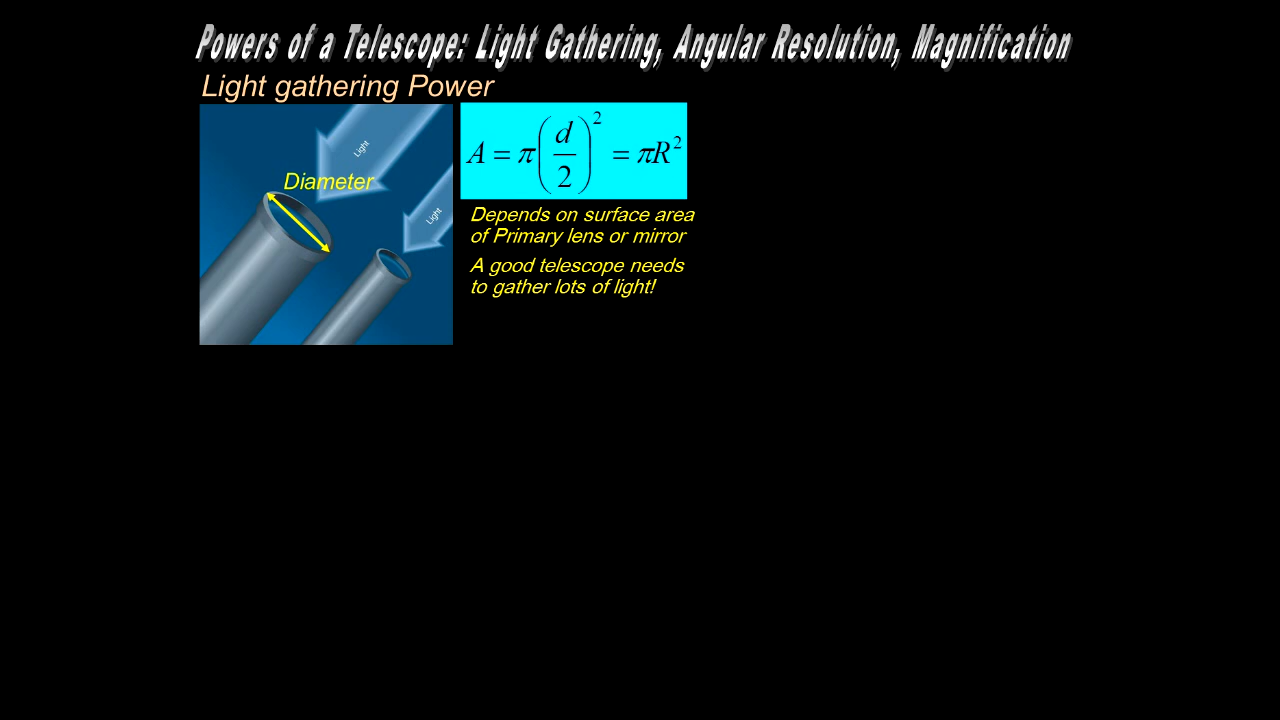 Powers of a Telescope: Light Gathering, Angular Resolution, Magnification
Light gathering Power
Light
Diameter
Light
A = π(d/2)² = πR²
Depends on surface area
of Primary lens or mirror
A good telescope needs
to gather lots of light!